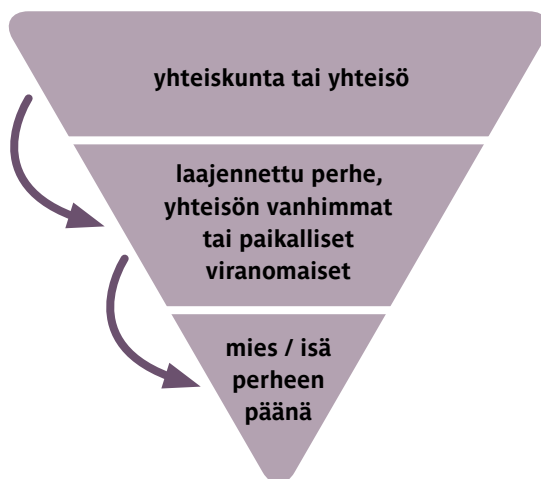 yhteiskunta tai yhteisö
laajennettu perhe,
yhteisön vanhimmat
tai paikalliset
viranomaiset
mies / isä
perheen
päänä